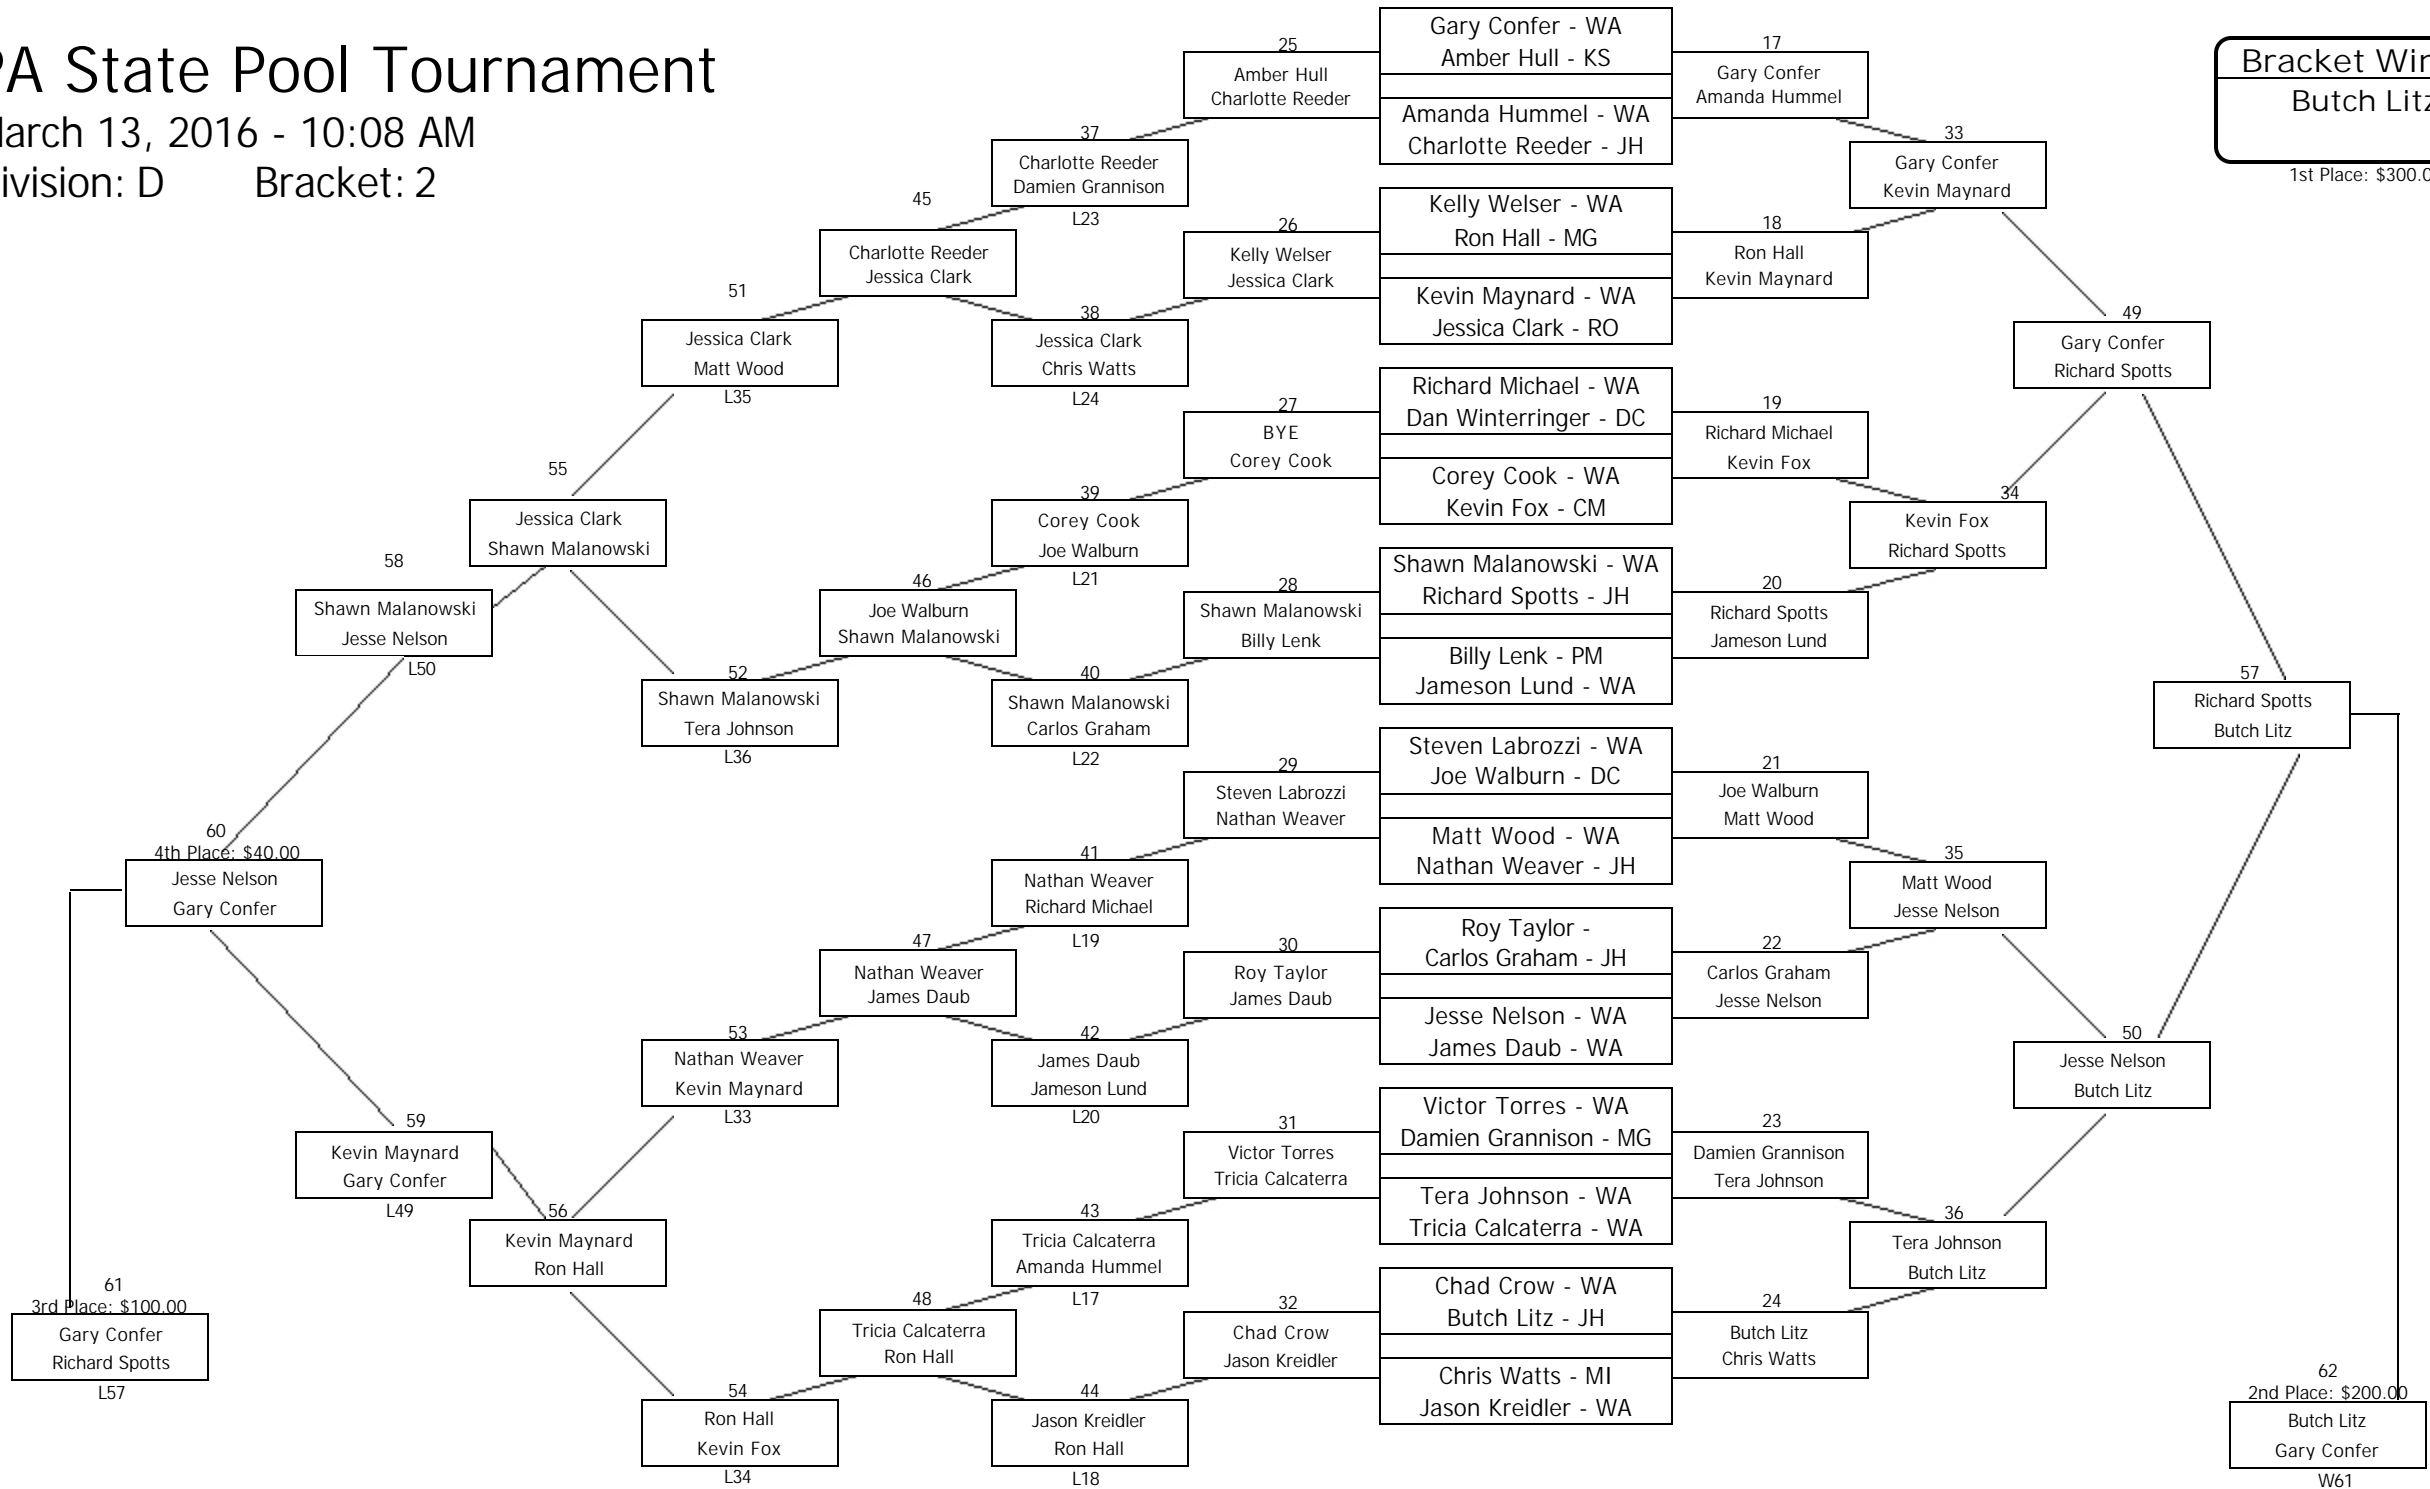 PA State Pool Tournament
March 13, 2016 - 10:08 AM
Division: D Bracket: 2
Bracket Win
Butch Litz
1st Place: $300.0
Gary Confer - WA
Amber Hull - KS
Amanda Hummel - WA
Charlotte Reeder - JH
Kelly Welser - WA
Ron Hall - MG
Kevin Maynard - WA
Jessica Clark - RO
Richard Michael - WA
Dan Winterringer - DC
Corey Cook - WA
Kevin Fox - CM
Shawn Malanowski - WA
Richard Spotts - JH
Billy Lenk - PM
Jameson Lund - WA
Steven Labrozzi - WA
Joe Walburn - DC
Matt Wood - WA
Nathan Weaver - JH
Roy Taylor -
Carlos Graham - JH
Jesse Nelson - WA
James Daub - WA
Victor Torres - WA
Damien Grannison - MG
Tera Johnson - WA
Tricia Calcaterra - WA
Chad Crow - WA
Butch Litz - JH
Chris Watts - MI
Jason Kreidler - WA
17
Gary Confer
Amanda Hummel
18
Ron Hall
Kevin Maynard
19
Richard Michael
Kevin Fox
20
Richard Spotts
Jameson Lund
21
Joe Walburn
Matt Wood
22
Carlos Graham
Jesse Nelson
23
Damien Grannison
Tera Johnson
24
Butch Litz
Chris Watts
25
Amber Hull
Charlotte Reeder
26
Kelly Welser
Jessica Clark
27
BYE
Corey Cook
28
Shawn Malanowski
Billy Lenk
29
Steven Labrozzi
Nathan Weaver
30
Roy Taylor
James Daub
31
Victor Torres
Tricia Calcaterra
32
Chad Crow
Jason Kreidler
33
Gary Confer
Kevin Maynard
34
Kevin Fox
Richard Spotts
35
Matt Wood
Jesse Nelson
36
Tera Johnson
Butch Litz
37
Charlotte Reeder
Damien Grannison
L23
38
Jessica Clark
Chris Watts
L24
39
Corey Cook
Joe Walburn
L21
40
Shawn Malanowski
Carlos Graham
L22
41
Nathan Weaver
Richard Michael
L19
42
James Daub
Jameson Lund
L20
43
Tricia Calcaterra
Amanda Hummel
L17
44
Jason Kreidler
Ron Hall
L18
45
Charlotte Reeder
Jessica Clark
46
Joe Walburn
Shawn Malanowski
47
Nathan Weaver
James Daub
48
Tricia Calcaterra
Ron Hall
49
Gary Confer
Richard Spotts
50
Jesse Nelson
Butch Litz
51
Jessica Clark
Matt Wood
L35
52
Shawn Malanowski
Tera Johnson
L36
53
Nathan Weaver
Kevin Maynard
L33
54
Ron Hall
Kevin Fox
L34
55
Jessica Clark
Shawn Malanowski
56
Kevin Maynard
Ron Hall
57
Richard Spotts
Butch Litz
58
Shawn Malanowski
Jesse Nelson
L50
59
Kevin Maynard
Gary Confer
L49
60
4th Place: $40.00
Jesse Nelson
Gary Confer
61
3rd Place: $100.00
Gary Confer
Richard Spotts
L57
62
2nd Place: $200.00
Butch Litz
Gary Confer
W61